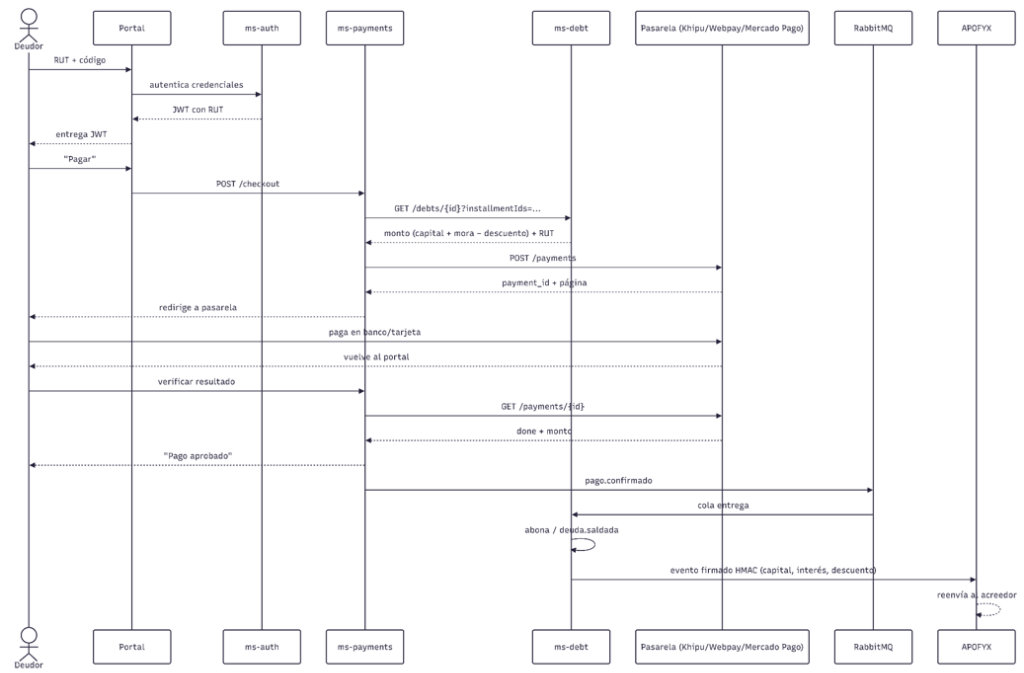 Portal
ms-auth
ms-payments
ms-debt
Pasarela (Khipu/Webpay/Mercado Pago)
RabbitMQ
APOFYX
Deudor
RUT + código
autentica credenciales
JWT con RUT
entrega JWT
"Pagar"
POST /checkout
GET /debts/{id}?installmentIds=...
monto (capital + mora − descuento) + RUT
POST /payments
payment_id + página
redirige a pasarela
paga en banco/tarjeta
vuelve al portal
verificar resultado
GET /payments/{id}
done + monto
"Pago aprobado"
pago.confirmado
cola entrega
abona / deuda.saldada
evento firmado HMAC (capital, interés, descuento)
reenvía al acreedor
Portal
ms-auth
ms-payments
ms-debt
Pasarela (Khipu/Webpay/Mercado Pago)
RabbitMQ
APOFYX
Deudor